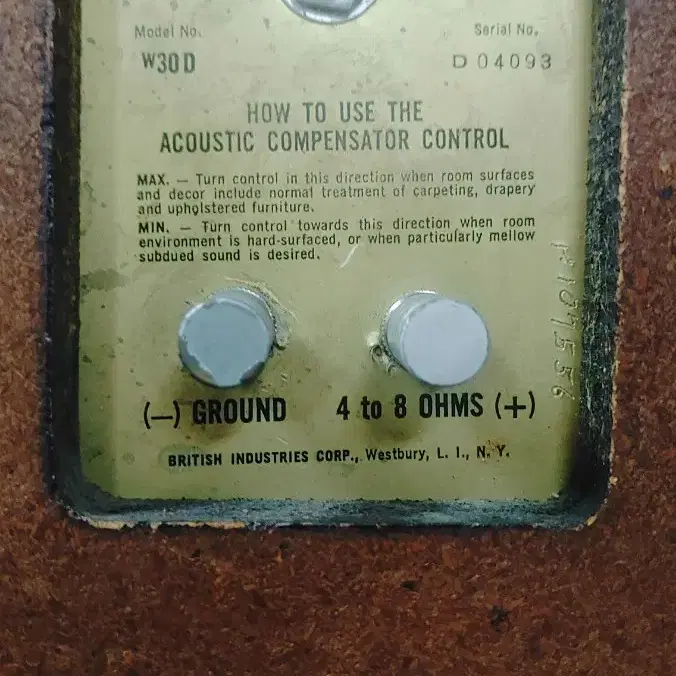 Model No. Serial No.
W30D D 04093
HOW TO USE THE
ACOUSTIC COMPENSATOR CONTROL
MAX. — Turn control in this direction when room surfaces
and decor include normal treatment of carpeting, drapery
and upholstered furniture.
MIN. — Turn control towards this direction when room
environment is hard-surfaced, or when particularly mellow
subdued sound is desired.
(—) GROUND 4 to 8 OHMS (+)
BRITISH INDUSTRIES CORP., Westbury, L. I., N. Y.